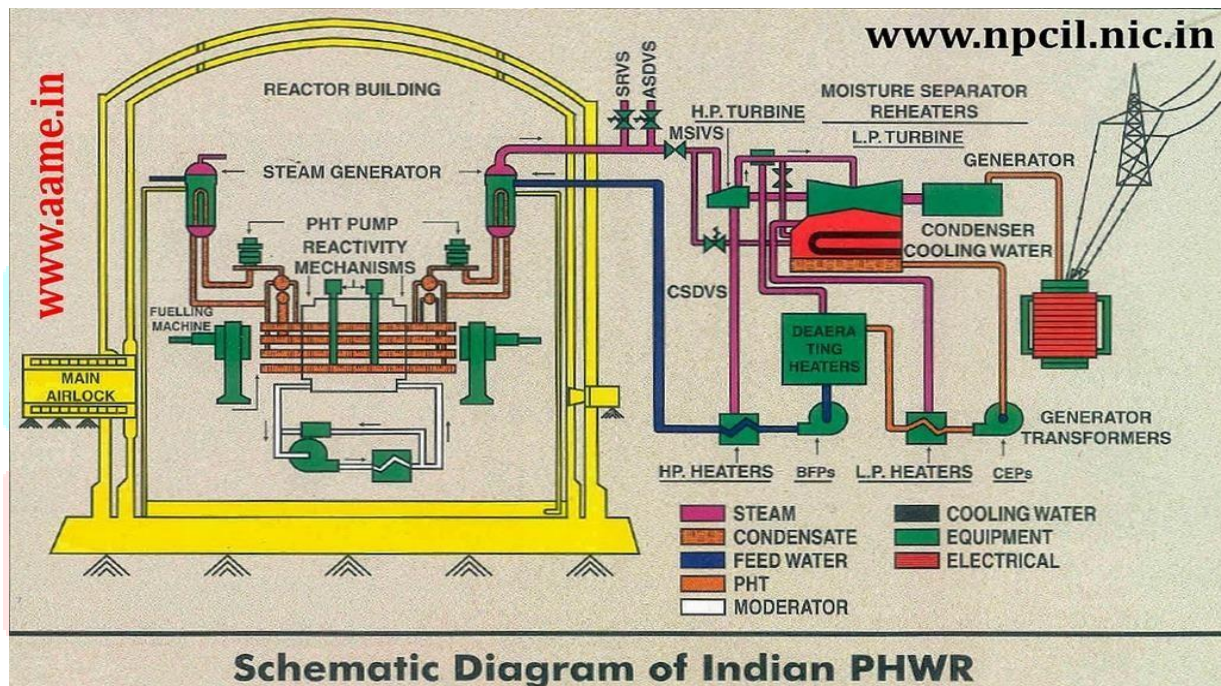 www.npcil.nic.in
www.aame.in
REACTOR BUILDING
SRVS
ASDVS
MSIVS
H.P. TURBINE
MOISTURE SEPARATOR
REHEATERS
L.P. TURBINE
GENERATOR
STEAM GENERATOR
PHT PUMP
REACTIVITY
MECHANISMS
CONDENSER
COOLING WATER
FUELLING
MACHINE
CSDVS
DEAERA
TING
HEATERS
MAIN
AIRLOCK
GENERATOR
TRANSFORMERS
HP. HEATERS
BFPs
L.P. HEATERS
CEPs
STEAM
CONDENSATE
FEED WATER
PHT
MODERATOR
COOLING WATER
EQUIPMENT
ELECTRICAL
Schematic Diagram of Indian PHWR